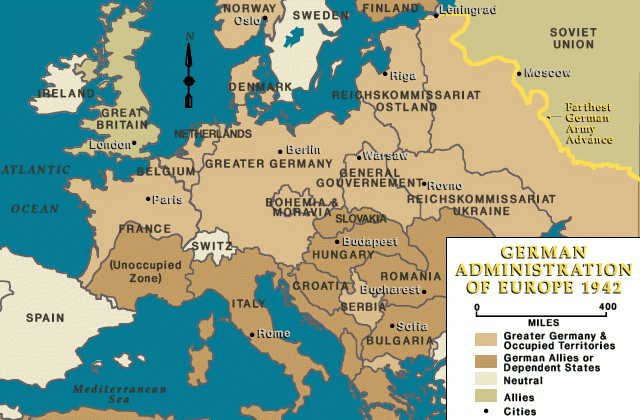 NORWAY
Oslo
SWEDEN
FINLAND
Leningrad
SOVIET
UNION
N
Riga
Moscow
DENMARK
REICHSKOMMISSARIAT
OSTLAND
IRELAND
GREAT
BRITAIN
London
Farthest
German
Army
Advance
NETHERLANDS
Berlin
GREATER GERMANY
Warsaw
BELGIUM
GENERAL
GOUVERNEMENT
Rovno
ATLANTIC
OCEAN
Paris
BOHEMIA &
MORAVIA
REICHSKOMMISSARIAT
UKRAINE
SLOVAKIA
FRANCE
SWITZ
Budapest
HUNGARY
(Unoccupied
Zone)
ROMANIA
CROATIA
Bucharest
ITALY
SERBIA
SPAIN
Rome
Sofia
BULGARIA
Mediterranean
Sea
GERMAN
ADMINISTRATION
OF EUROPE 1942
0 400
MILES
Greater Germany &
Occupied Territories
German Allies or
Dependent States
Neutral
Allies
Cities